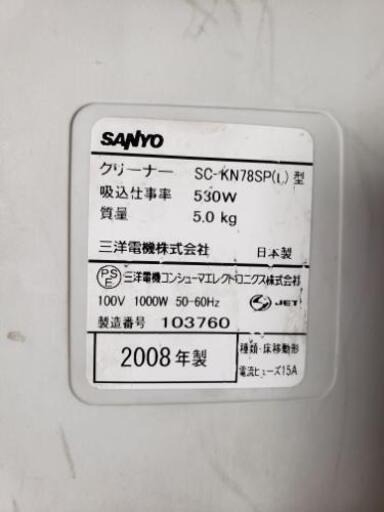 SANYO
クリーナー SC-KN78SP(L)型
吸込仕事率 530W
質量 5.0 kg
三洋電機株式会社 日本製
PSE 三洋電機コンシューマエレクトロニクス株式会社
100V 1000W 50-60Hz JET
製造番号 103760
2008年製
種類・床移動形
電流ヒューズ15A